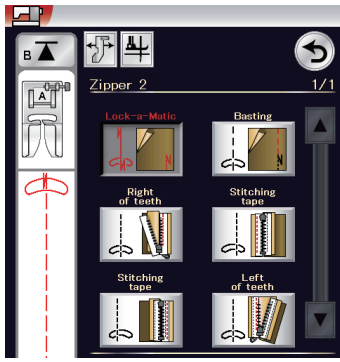 B
A
Zipper 2 1/1
Lock-a-Matic Basting
Right
of teeth
Stitching
tape
Stitching
tape
Left
of teeth